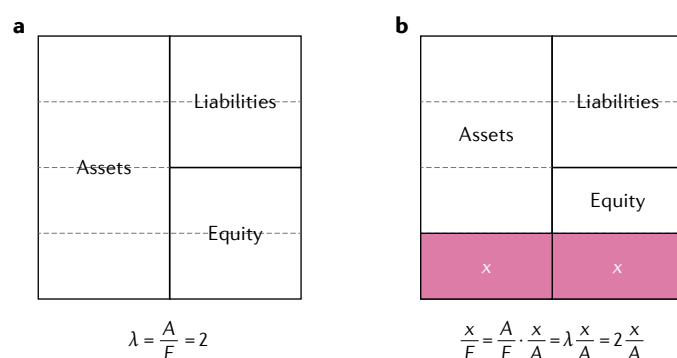 a
b
Liabilities
Liabilities
Assets
Assets
Equity
Equity
x
x
λ = A/E = 2
x/E = A/E · x/A = λ x/A = 2 x/A